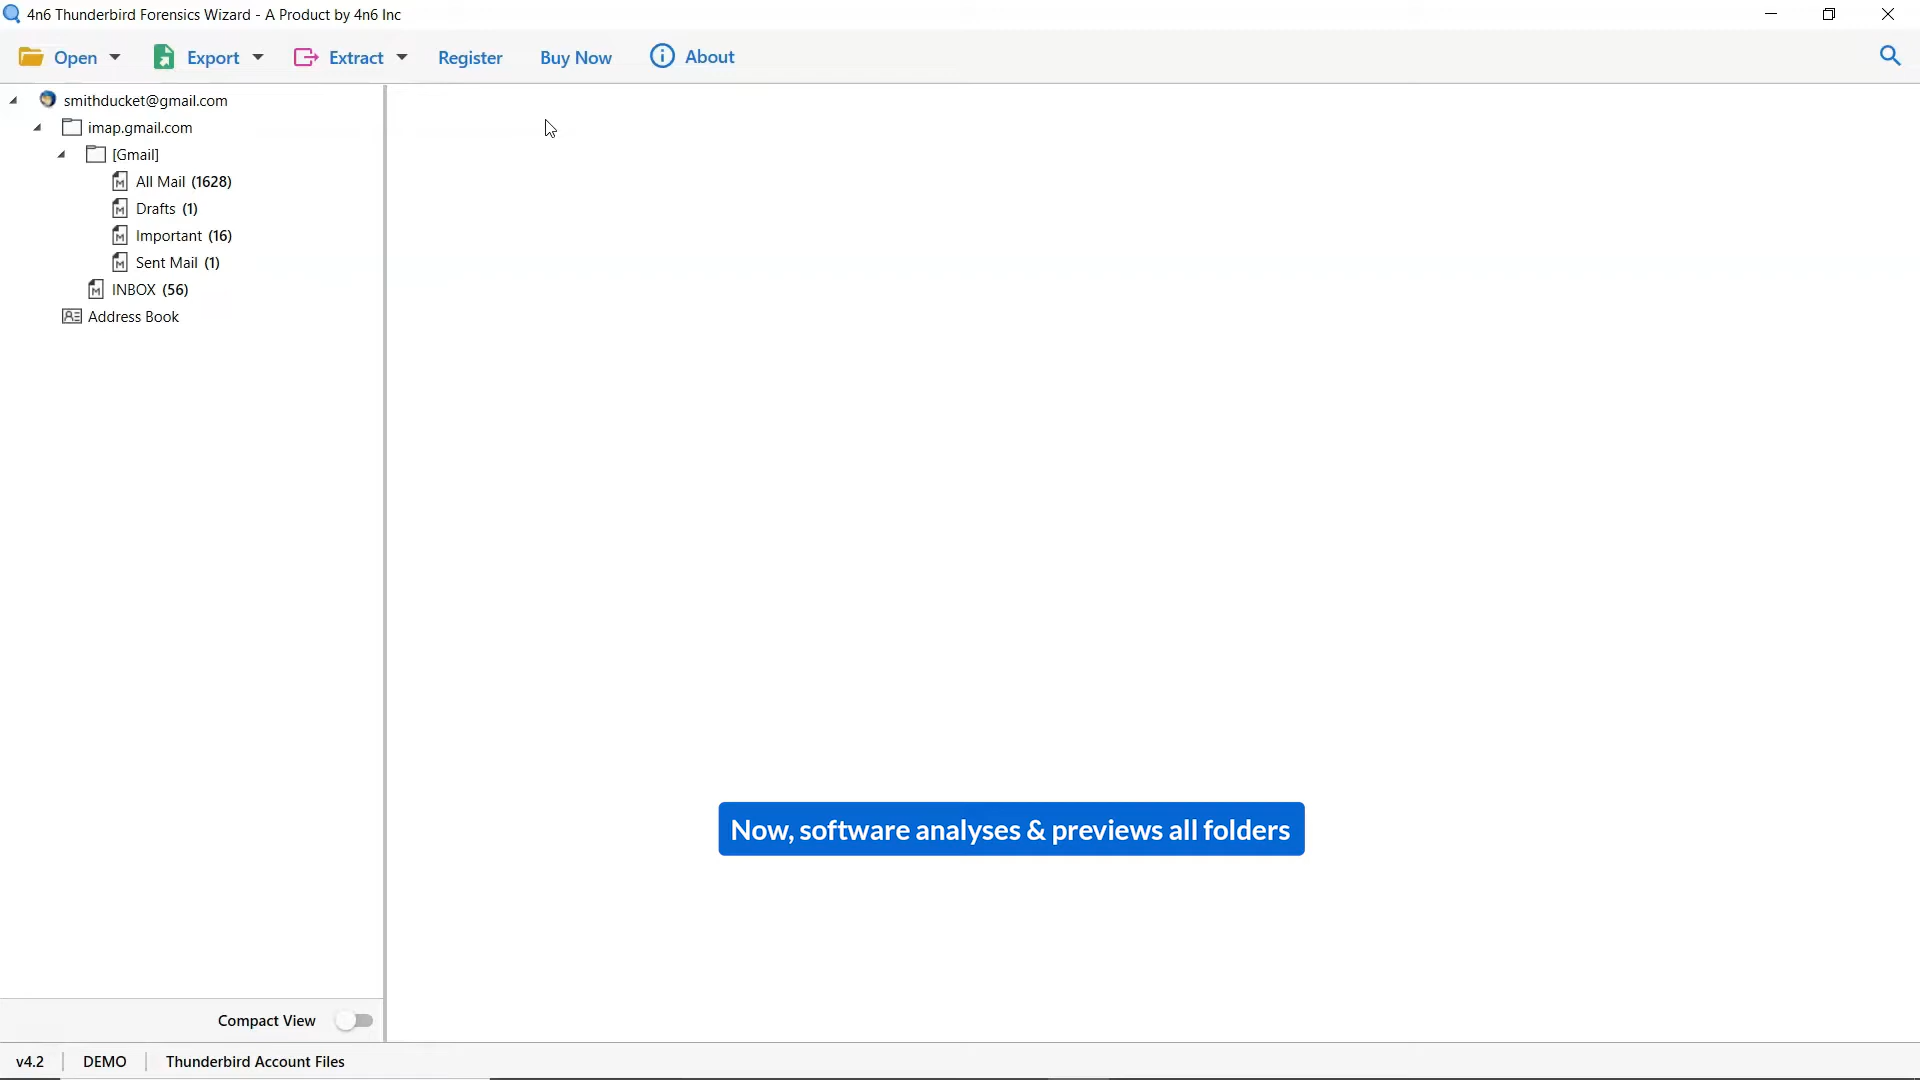 4n6 Thunderbird Forensics Wizard - A Product by 4n6 Inc
Open Export Extract Register Buy Now About
smithducket@gmail.com
imap.gmail.com
[Gmail]
All Mail (1628)
Drafts (1)
Important (16)
Sent Mail (1)
INBOX (56)
Address Book
Now, software analyses & previews all folders
Compact View
v4.2 DEMO Thunderbird Account Files